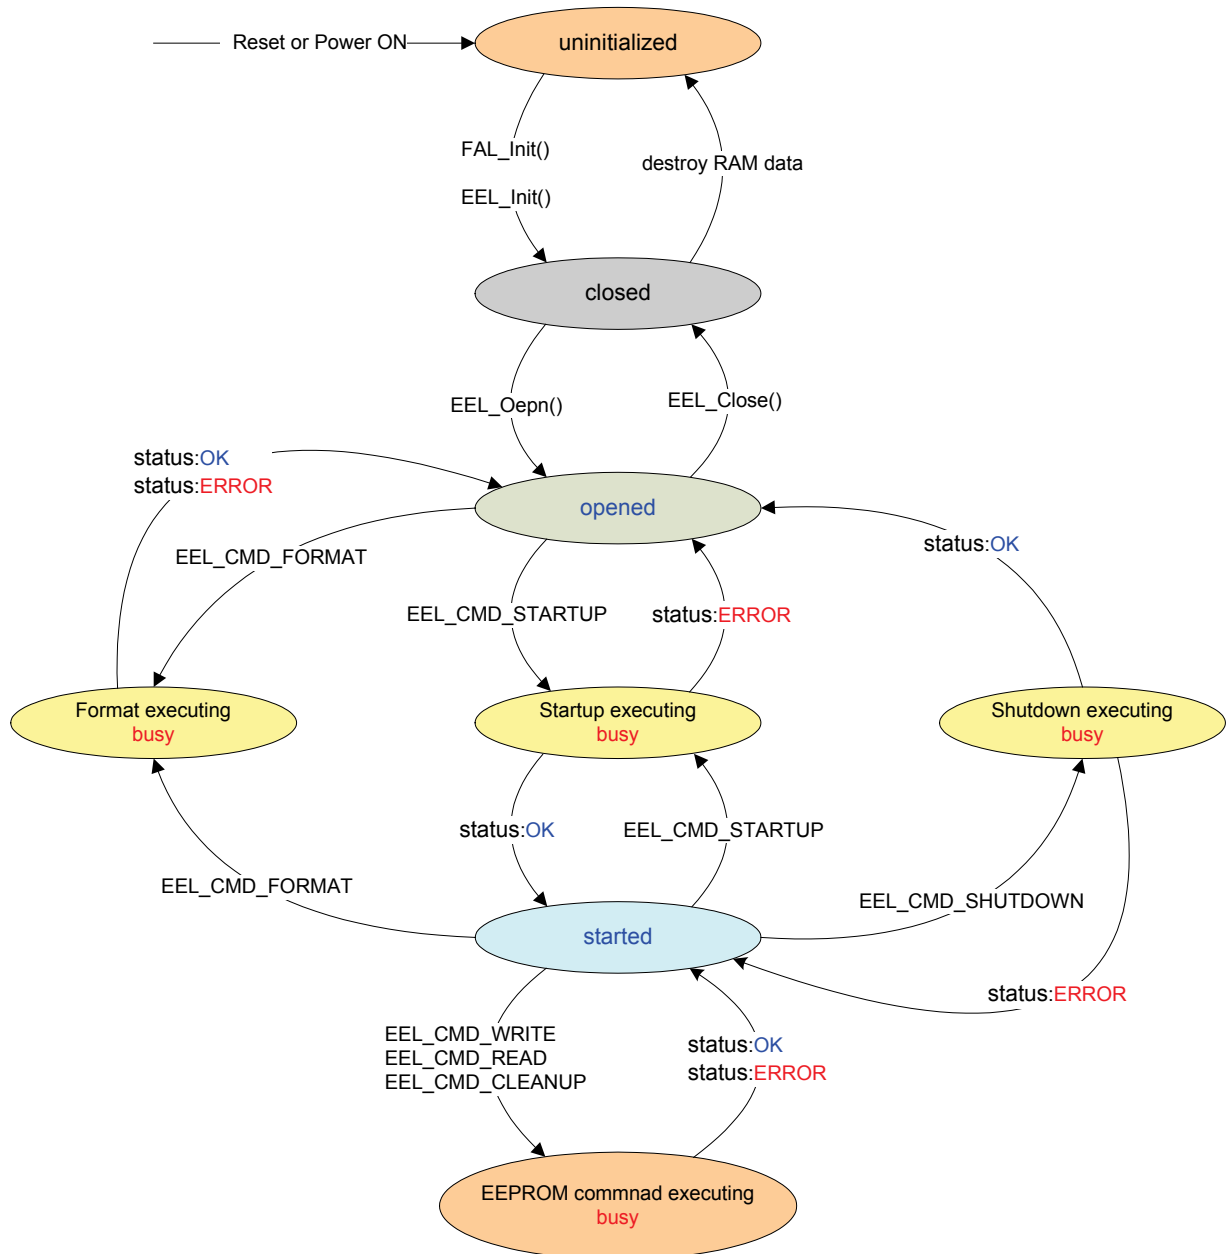 Reset or Power ON
uninitialized
FAL_Init()
destroy RAM data
EEL_Init()
closed
EEL_Oepn()
EEL_Close()
status:OK
status:ERROR
opened
status:OK
EEL_CMD_FORMAT
EEL_CMD_STARTUP
status:ERROR
Format executing
busy
Startup executing
busy
Shutdown executing
busy
status:OK
EEL_CMD_STARTUP
EEL_CMD_FORMAT
EEL_CMD_SHUTDOWN
started
status:ERROR
EEL_CMD_WRITE
EEL_CMD_READ
EEL_CMD_CLEANUP
status:OK
status:ERROR
EEPROM commnad executing
busy